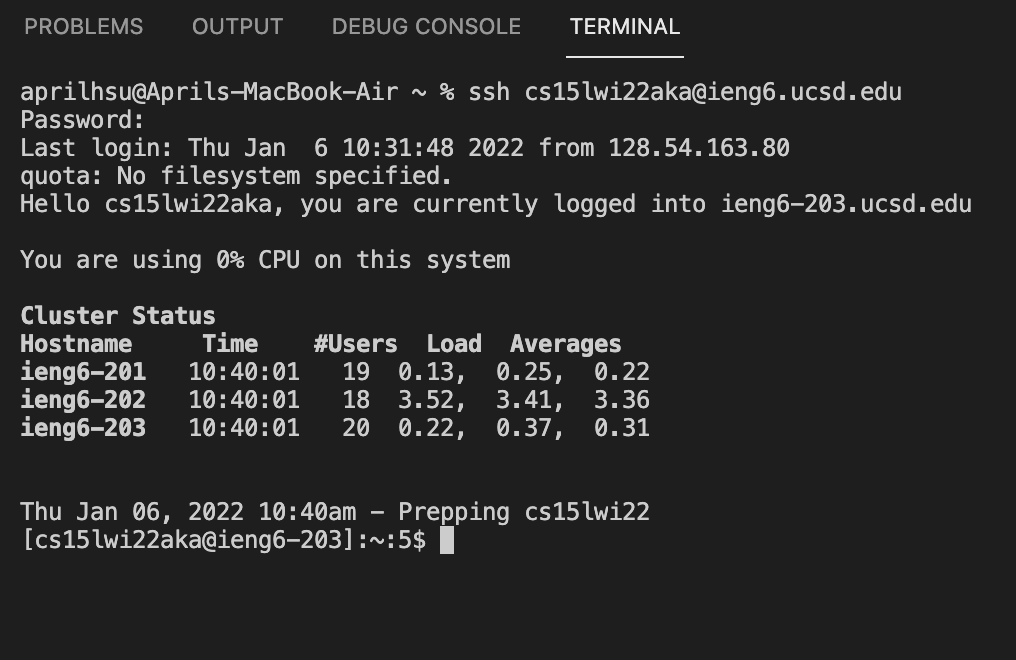 PROBLEMS OUTPUT DEBUG CONSOLE TERMINAL
aprilhsu@Aprils-MacBook-Air ~ % ssh cs15lwi22aka@ieng6.ucsd.edu
Password:
Last login: Thu Jan  6 10:31:48 2022 from 128.54.163.80
quota: No filesystem specified.
Hello cs15lwi22aka, you are currently logged into ieng6-203.ucsd.edu
You are using 0% CPU on this system
Cluster Status
Hostname     Time    #Users  Load  Averages
ieng6-201   10:40:01   19  0.13,  0.25,  0.22
ieng6-202   10:40:01   18  3.52,  3.41,  3.36
ieng6-203   10:40:01   20  0.22,  0.37,  0.31
Thu Jan 06, 2022 10:40am - Prepping cs15lwi22
[cs15lwi22aka@ieng6-203]:~:5$